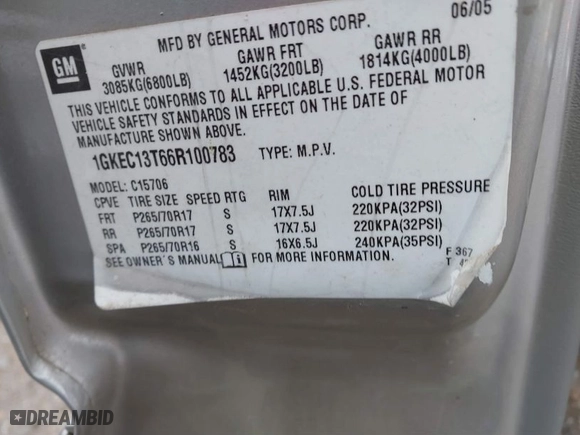 MFD BY GENERAL MOTORS CORP. 06/05
GM
GVWR GAWR FRT GAWR RR
3085KG(6800LB) 1452KG(3200LB) 1814KG(4000LB)
THIS VEHICLE CONFORMS TO ALL APPLICABLE U.S. FEDERAL MOTOR
VEHICLE SAFETY STANDARDS IN EFFECT ON THE DATE OF
MANUFACTURE SHOWN ABOVE.
1GKEC13T66R100783 TYPE: M.P.V.
MODEL: C15706
CPVE TIRE SIZE SPEED RTG RIM COLD TIRE PRESSURE
FRT P265/70R17 S 17X7.5J 220KPA(32PSI)
RR P265/70R17 S 17X7.5J 220KPA(32PSI)
SPA P265/70R16 S 16X6.5J 240KPA(35PSI)
SEE OWNER'S MANUAL FOR MORE INFORMATION.
F 367
T 4
DREAMBID